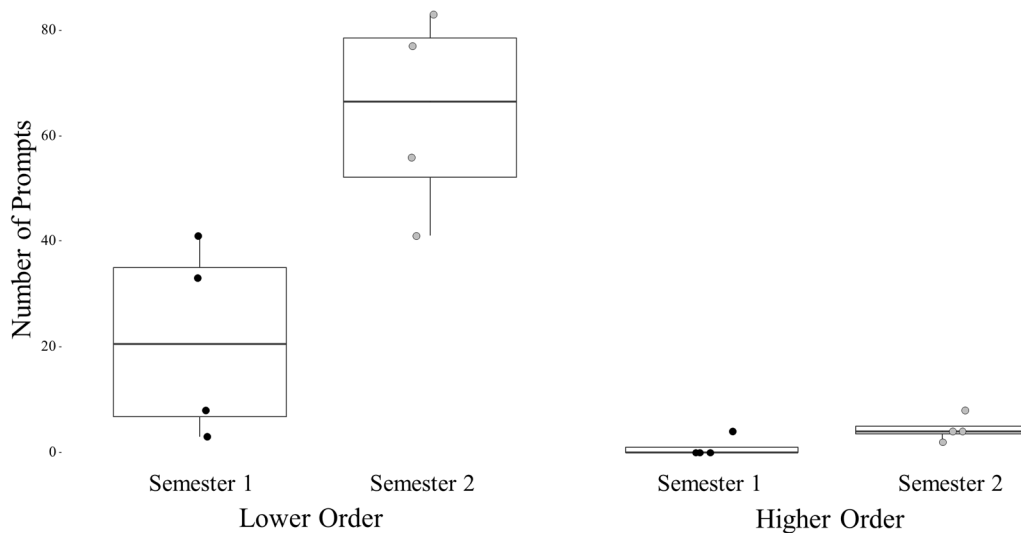 Number of Prompts
80
60
40
20
0
Semester 1
Semester 2
Semester 1
Semester 2
Lower Order
Higher Order